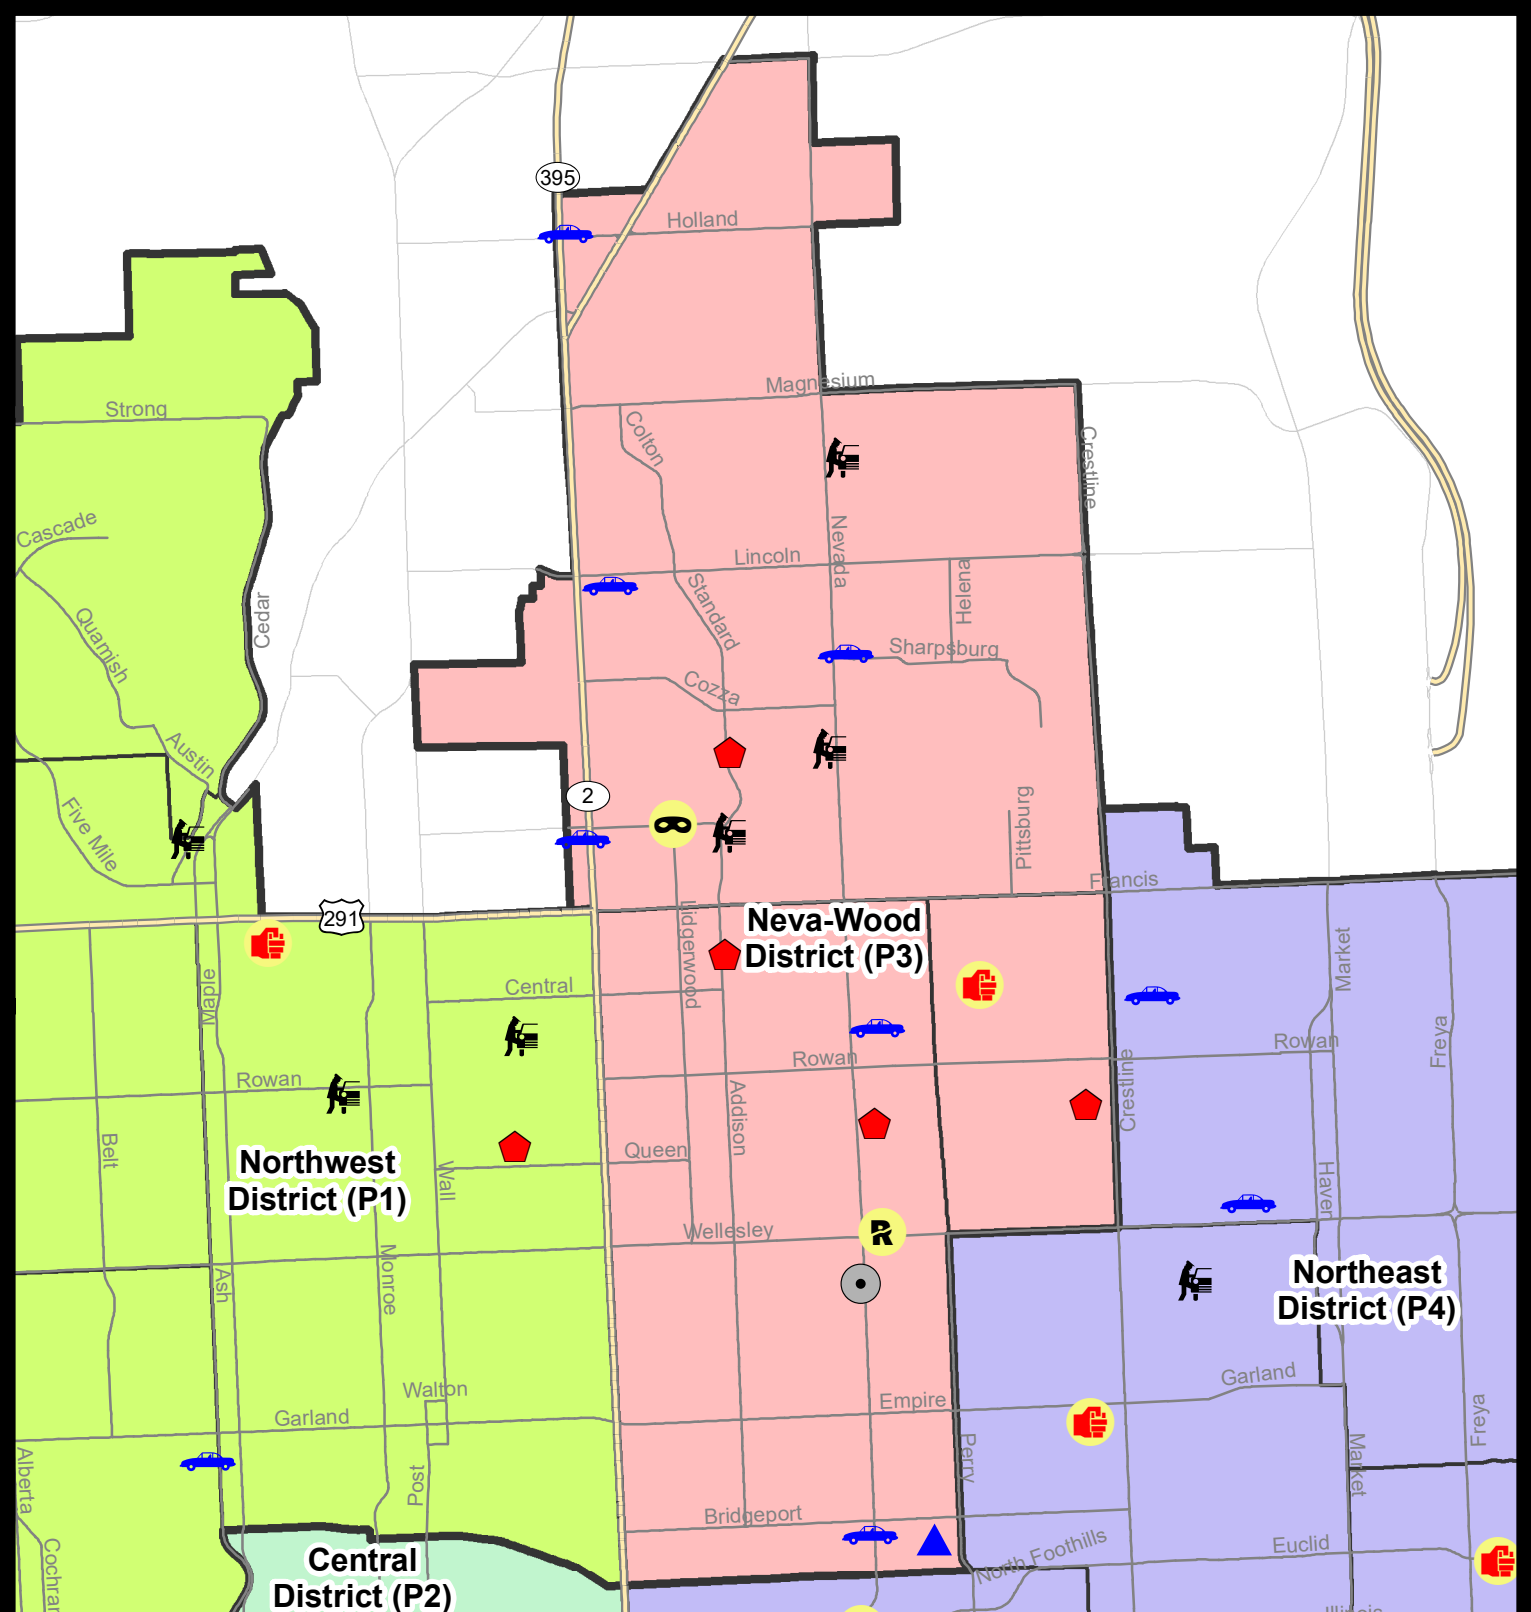 395
Holland
Magnesium
Strong
Colton
Crestline
Cascade
Nevada
Lincoln
Helena
Standard
Cedar
Quamish
Sharpsburg
Cozza
Austin
2
Five Mile
Pittsburg
Francis
291
Neva-Wood
District (P3)
Lidgerwood
Market
Maple
Central
Freya
Rowan
Rowan
Rowan
Addison
Crestline
Belt
Queen
Wall
Northwest
District (P1)
Haven
Wellesley
Monroe
Ash
Northeast
District (P4)
Walton
Garland
Empire
Garland
Freya
Alberta
Post
Perry
Market
Bridgeport
North Foothills
Euclid
Cochran
Central
District (P2)